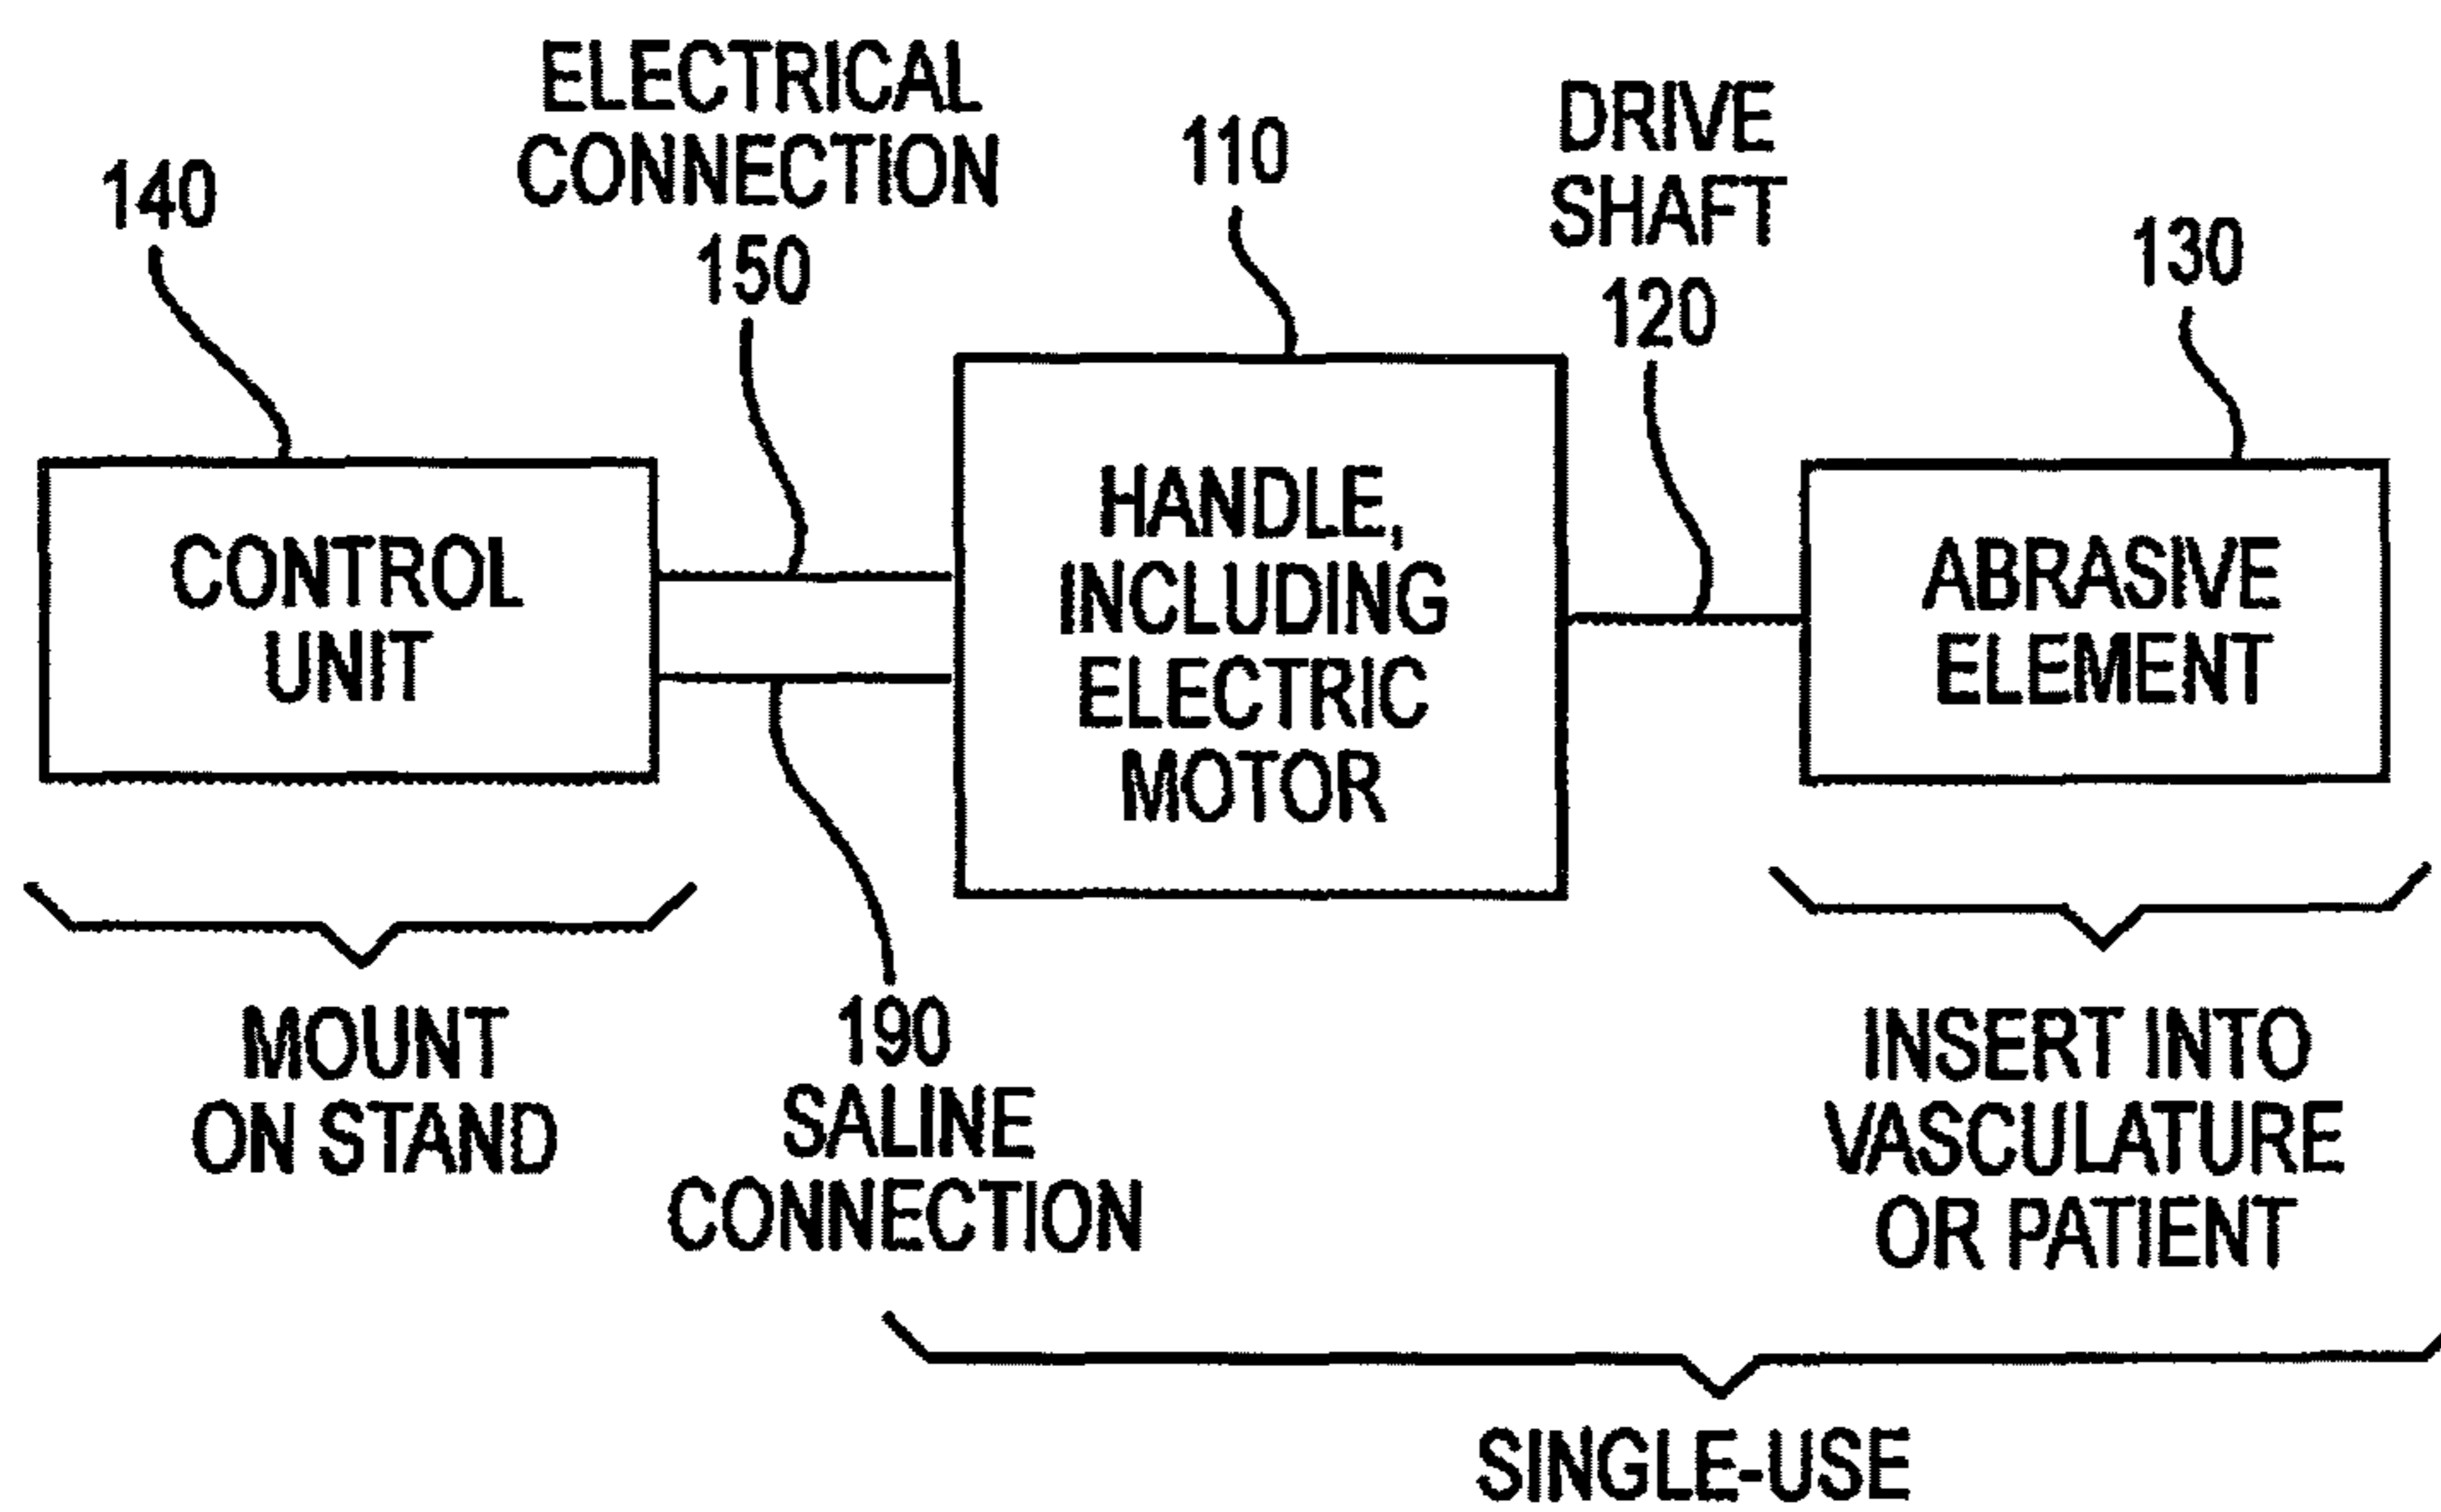 ELECTRICAL
CONNECTION
150
140
110
DRIVE
SHAFT
120
130
CONTROL
UNIT
HANDLE,
INCLUDING
ELECTRIC
MOTOR
ABRASIVE
ELEMENT
MOUNT
ON STAND
190
SALINE
CONNECTION
INSERT INTO
VASCULATURE
OR PATIENT
SINGLE-USE